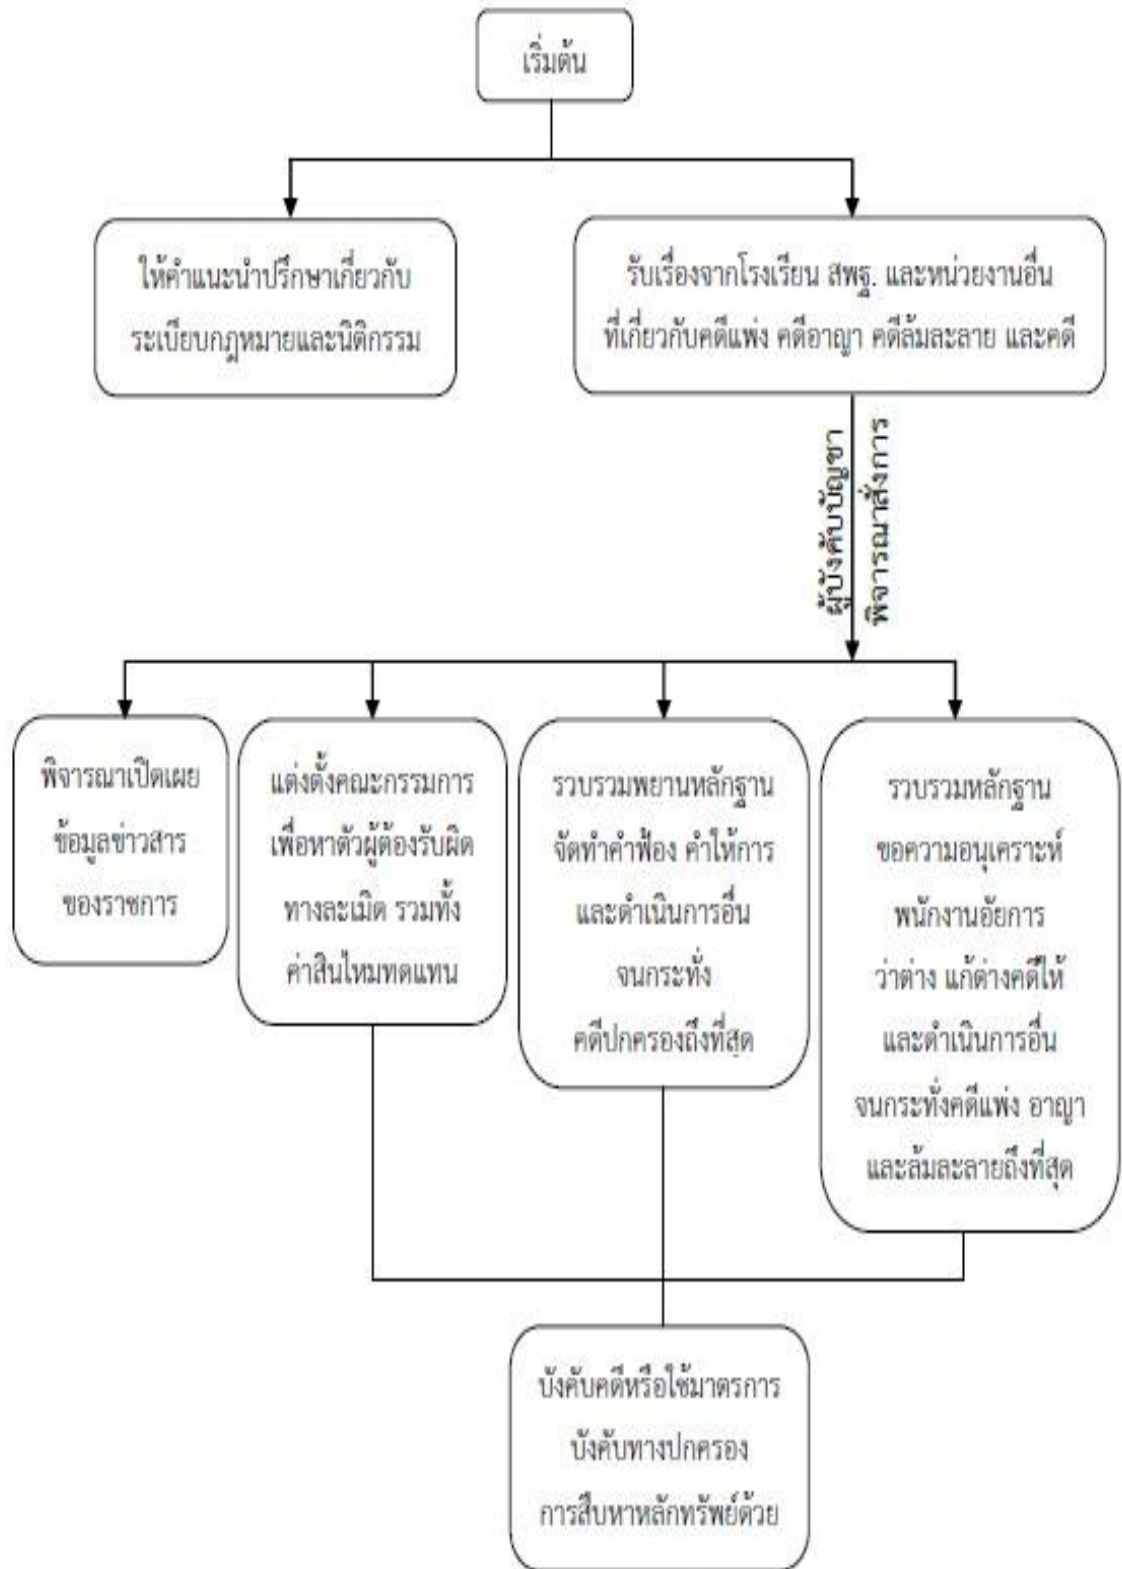 เริ่มต้น
ให้คำแนะนำปรึกษาเกี่ยวกับ
ระเบียบกฎหมายและนิติกรรม
รับเรื่องจากโรงเรียน สพฐ. และหน่วยงานอื่น
ที่เกี่ยวกับคดีแพ่ง คดีอาญา คดีล้มละลาย และคดี
ผู้บังคับบัญชา
พิจารณาสั่งการ
พิจารณาเปิดเผย
ข้อมูลข่าวสาร
ของราชการ
แต่งตั้งคณะกรรมการ
เพื่อหาตัวผู้ต้องรับผิด
ทางละเมิด รวมทั้ง
ค่าสินไหมทดแทน
รวบรวมพยานหลักฐาน
จัดทำคำฟ้อง คำให้การ
และดำเนินการอื่น
จนกระทั่ง
คดีปกครองถึงที่สุด
รวบรวมหลักฐาน
ขอความอนุเคราะห์
พนักงานอัยการ
ว่าต่าง แก้ต่างคดีให้
และดำเนินการอื่น
จนกระทั่งคดีแพ่ง อาญา
และล้มละลายถึงที่สุด
บังคับคดีหรือใช้มาตรการ
บังคับทางปกครอง
การสืบหาหลักทรัพย์ด้วย